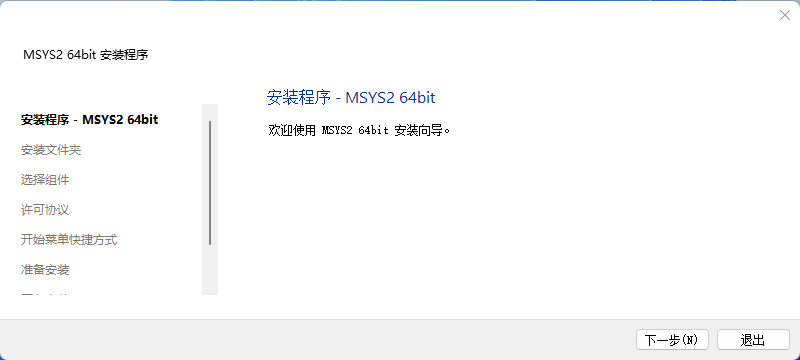 MSYS2 64bit 安装程序
安装程序 - MSYS2 64bit
安装文件夹
选择组件
许可协议
开始菜单快捷方式
准备安装
安装程序 - MSYS2 64bit
欢迎使用 MSYS2 64bit 安装向导。
下一步(N)
退出